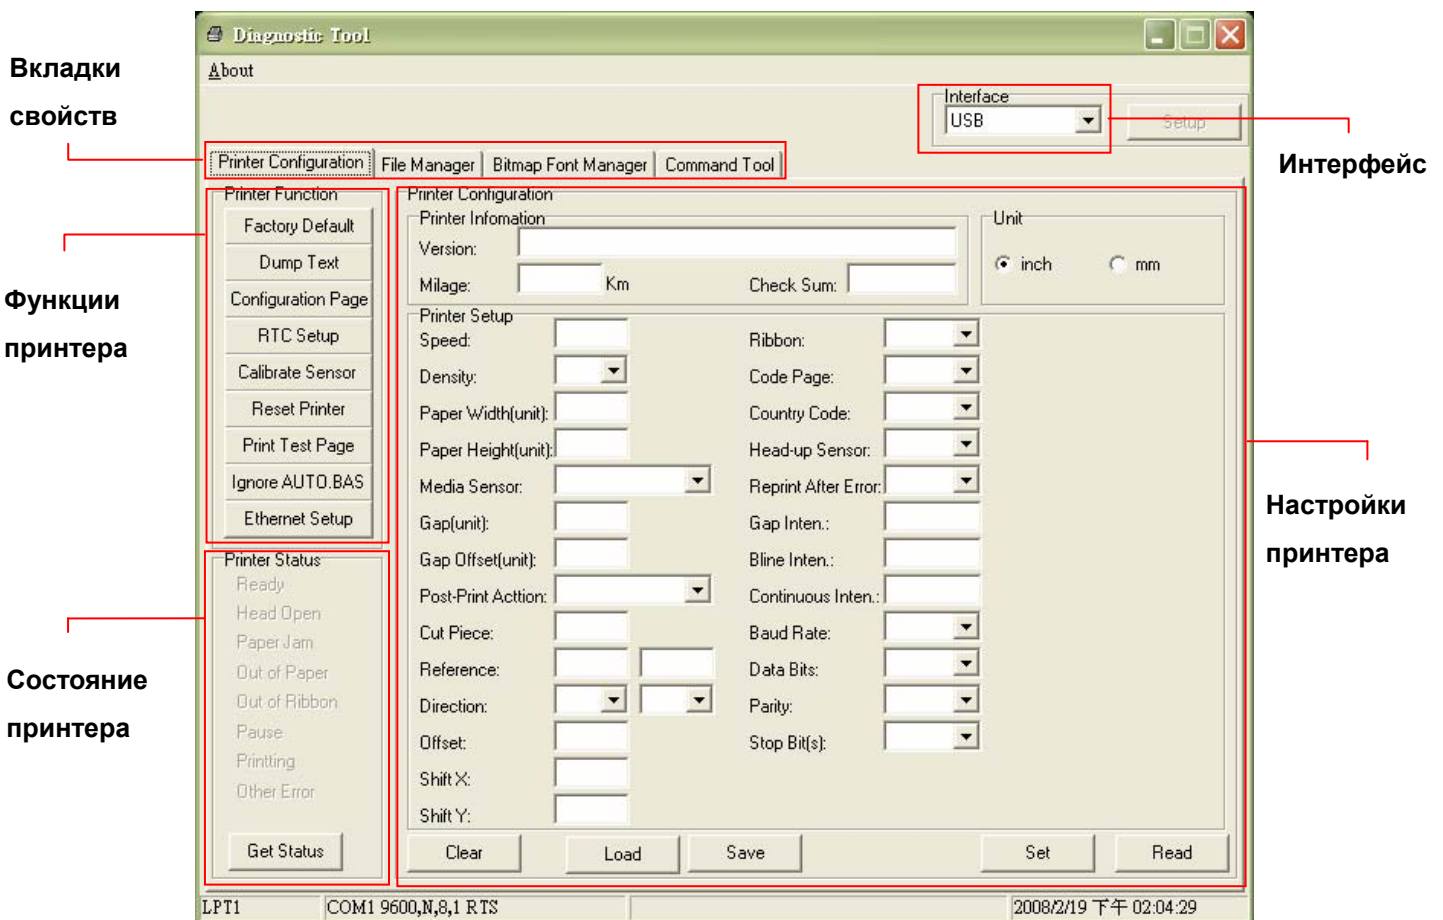 Diagnostic Tool
About
Вкладки
свойств
Interface
USB
Setup
Интерфейс
Printer Configuration
File Manager
Bitmap Font Manager
Command Tool
Printer Function
Factory Default
Dump Text
Configuration Page
RTC Setup
Calibrate Sensor
Reset Printer
Print Test Page
Ignore AUTO.BAS
Ethernet Setup
Функции
принтера
Printer Status
Ready
Head Open
Paper Jam
Out of Paper
Out of Ribbon
Pause
Printting
Other Error
Get Status
Состояние
принтера
Printer Configuration
Printer Infomation
Version:
Milage:
Km
Check Sum:
Unit
inch
mm
Printer Setup
Speed:
Density:
Paper Width(unit):
Paper Height(unit):
Media Sensor:
Gap(unit):
Gap Offset(unit):
Post-Print Acttion:
Cut Piece:
Reference:
Direction:
Offset:
Shift X:
Shift Y:
Ribbon:
Code Page:
Country Code:
Head-up Sensor:
Reprint After Error:
Gap Inten.:
Bline Inten.:
Continuous Inten.:
Baud Rate:
Data Bits:
Parity:
Stop Bit(s):
Настройки
принтера
Clear
Load
Save
Set
Read
LPT1
COM1 9600,N,8,1 RTS
2008/2/19 下午 02:04:29